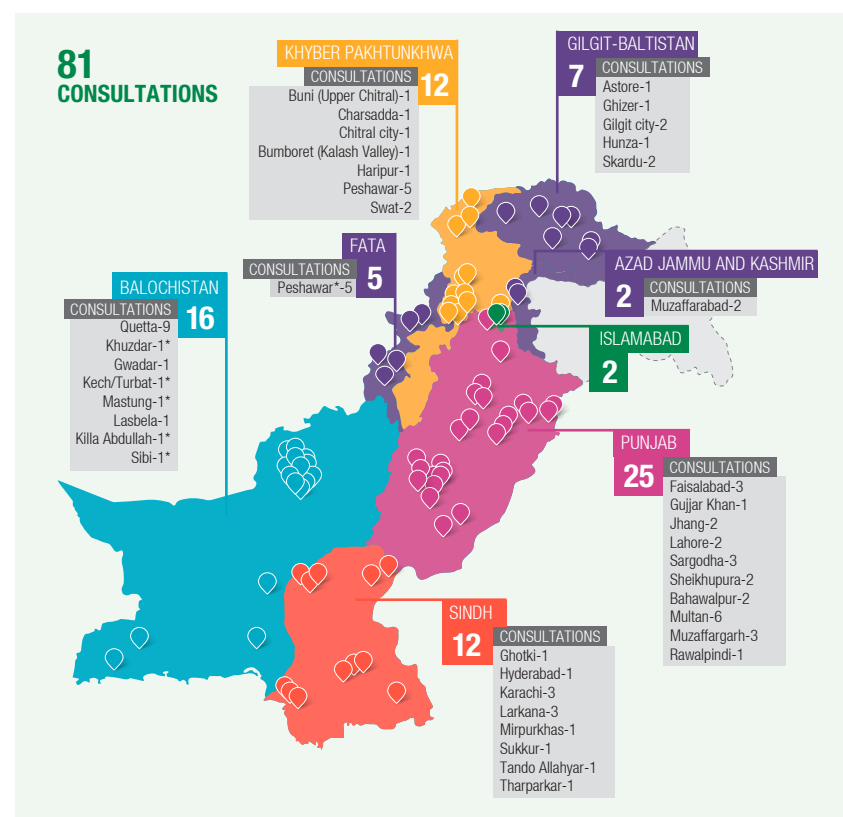 81
CONSULTATIONS
KHYBER PAKHTUNKHWA
12
CONSULTATIONS
Buni (Upper Chitral)-1
Charsadda-1
Chitral city-1
Bumboret (Kalash Valley)-1
Haripur-1
Peshawar-5
Swat-2
GILGIT-BALTISTAN
7
CONSULTATIONS
Astore-1
Ghizer-1
Gilgit city-2
Hunza-1
Skardu-2
FATA
5
CONSULTATIONS
Peshawar*-5
AZAD JAMMU AND KASHMIR
2
CONSULTATIONS
Muzaffarabad-2
BALOCHISTAN
16
CONSULTATIONS
Quetta-9
Khuzdar-1*
Gwadar-1
Kech/Turbat-1*
Mastung-1*
Lasbela-1
Killa Abdullah-1*
Sibi-1*
ISLAMABAD
2
PUNJAB
25
CONSULTATIONS
Faisalabad-3
Gujjar Khan-1
Jhang-2
Lahore-2
Sargodha-3
Sheikhupura-2
Bahawalpur-2
Multan-6
Muzaffargarh-3
Rawalpindi-1
SINDH
12
CONSULTATIONS
Ghotki-1
Hyderabad-1
Karachi-3
Larkana-3
Mirpurkhas-1
Sukkur-1
Tando Allahyar-1
Tharparkar-1